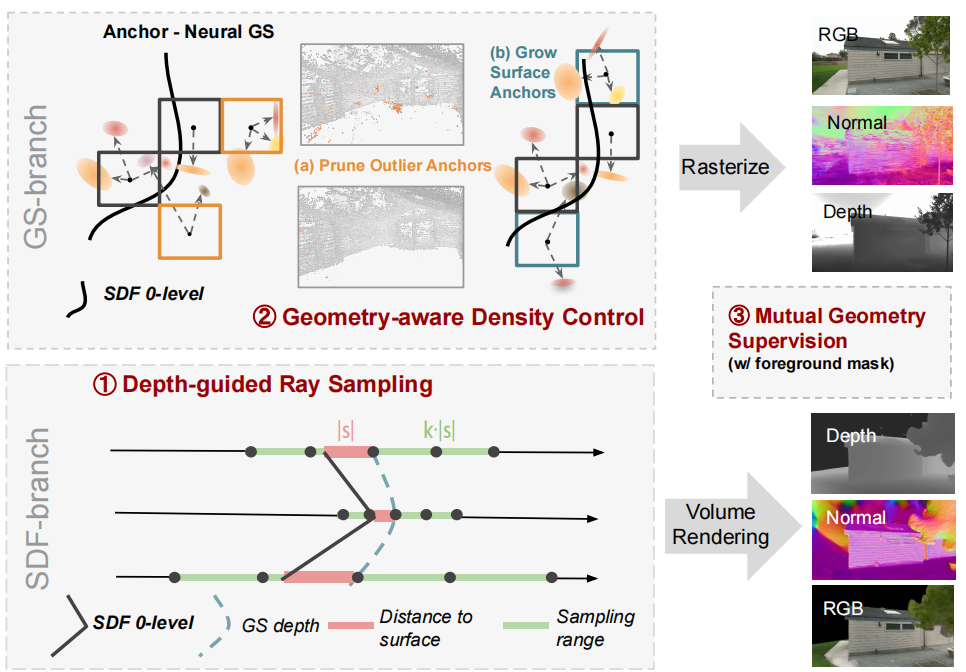 Anchor - Neural GS
(b) Grow
Surface
Anchors
(a) Prune Outlier Anchors
GS-branch
SDF 0-level
② Geometry-aware Density Control
Rasterize
RGB
Normal
Depth
③ Mutual Geometry
Supervision
(w/ foreground mask)
① Depth-guided Ray Sampling
|s|
k·|s|
SDF-branch
SDF 0-level
GS depth
Distance to
surface
Sampling
range
Volume
Rendering
Depth
Normal
RGB